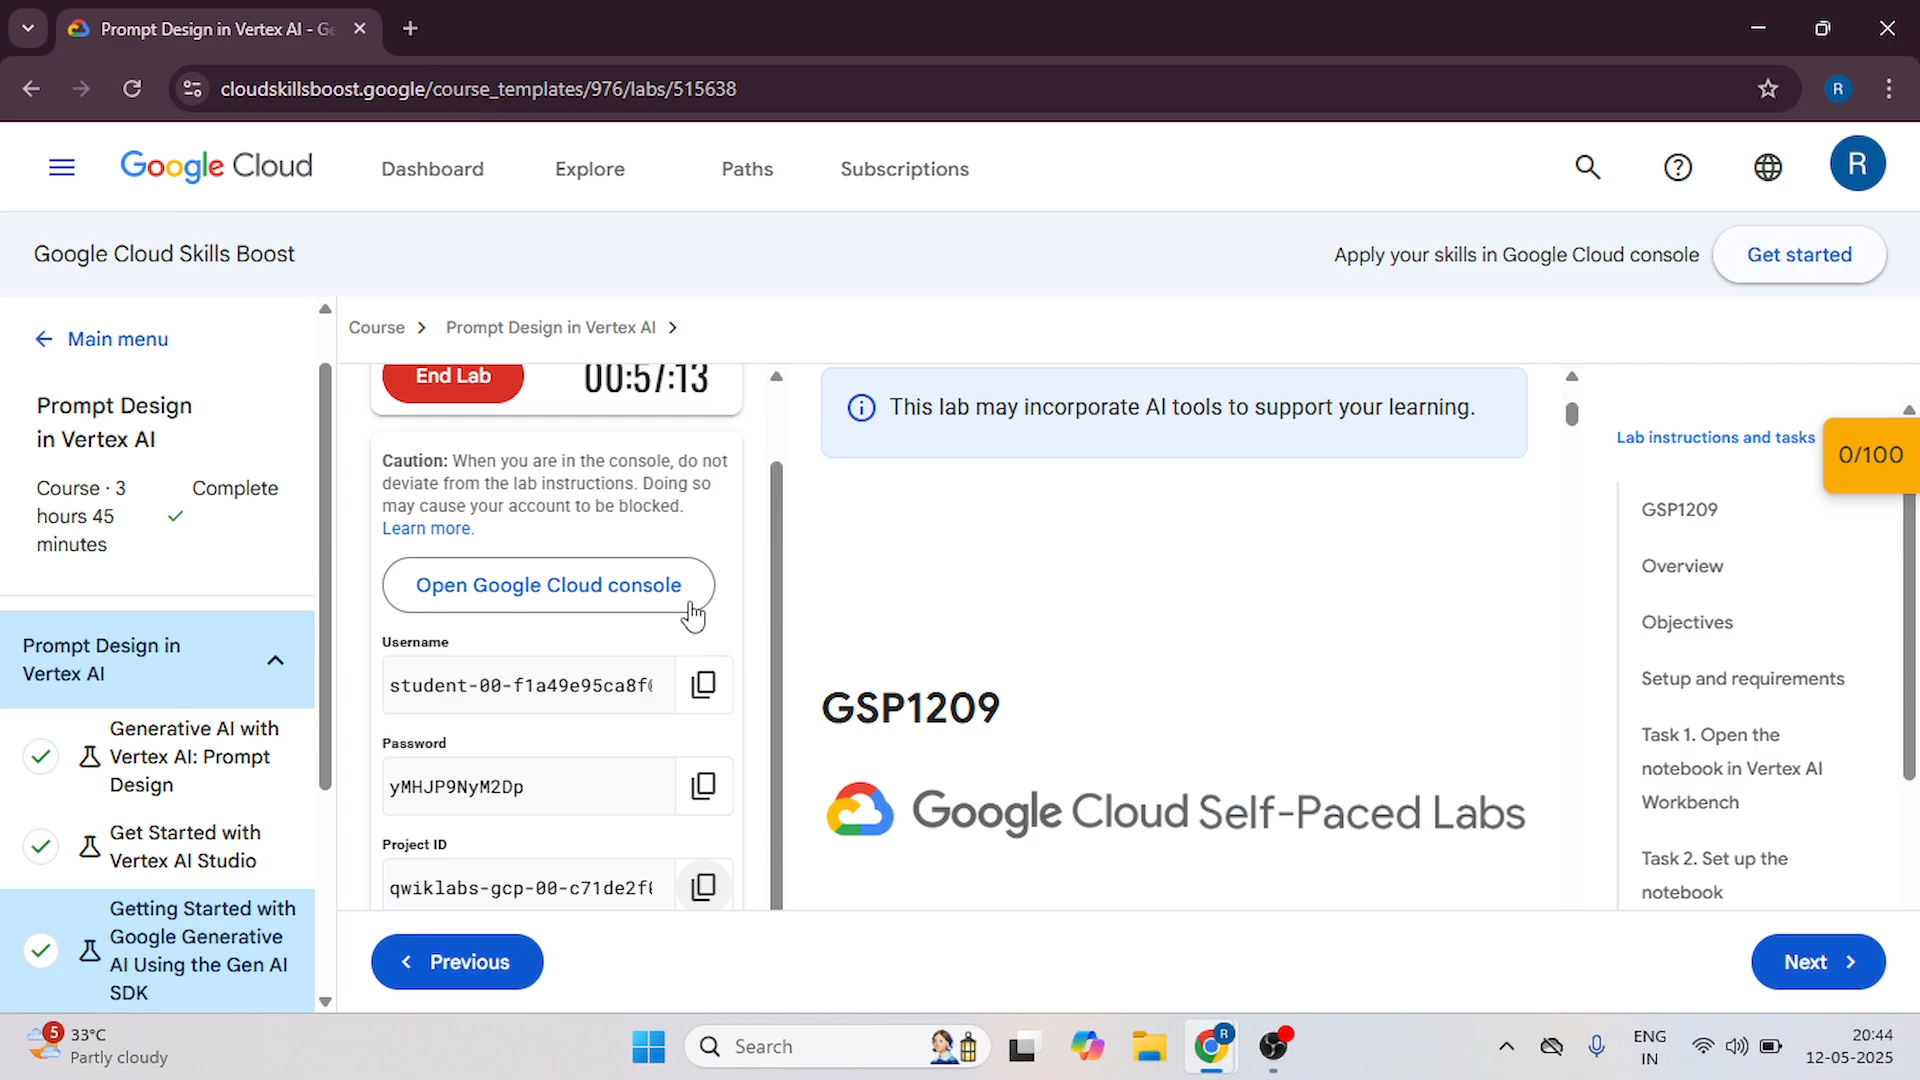 Prompt Design in Vertex AI - Go
cloudskillsboost.google/course_templates/976/labs/515638
R
Google Cloud
Dashboard
Explore
Paths
Subscriptions
R
Google Cloud Skills Boost
Apply your skills in Google Cloud console
Get started
Main menu
Prompt Design
in Vertex AI
Course · 3
hours 45
minutes
Complete
Prompt Design in
Vertex AI
Generative AI with
Vertex AI: Prompt
Design
Get Started with
Vertex AI Studio
Getting Started with
Google Generative
AI Using the Gen AI
SDK
Course
Prompt Design in Vertex AI
End Lab
00:57:13
Caution: When you are in the console, do not
deviate from the lab instructions. Doing so
may cause your account to be blocked.
Learn more.
Open Google Cloud console
Username
student-00-f1a49e95ca8f
Password
yMHJP9NyM2Dp
Project ID
qwiklabs-gcp-00-c71de2f
This lab may incorporate AI tools to support your learning.
GSP1209
Google Cloud Self-Paced Labs
Lab instructions and tasks
0/100
GSP1209
Overview
Objectives
Setup and requirements
Task 1. Open the
notebook in Vertex AI
Workbench
Task 2. Set up the
notebook
Previous
Next
5
33°C
Partly cloudy
Search
R
ENG
IN
20:44
12-05-2025